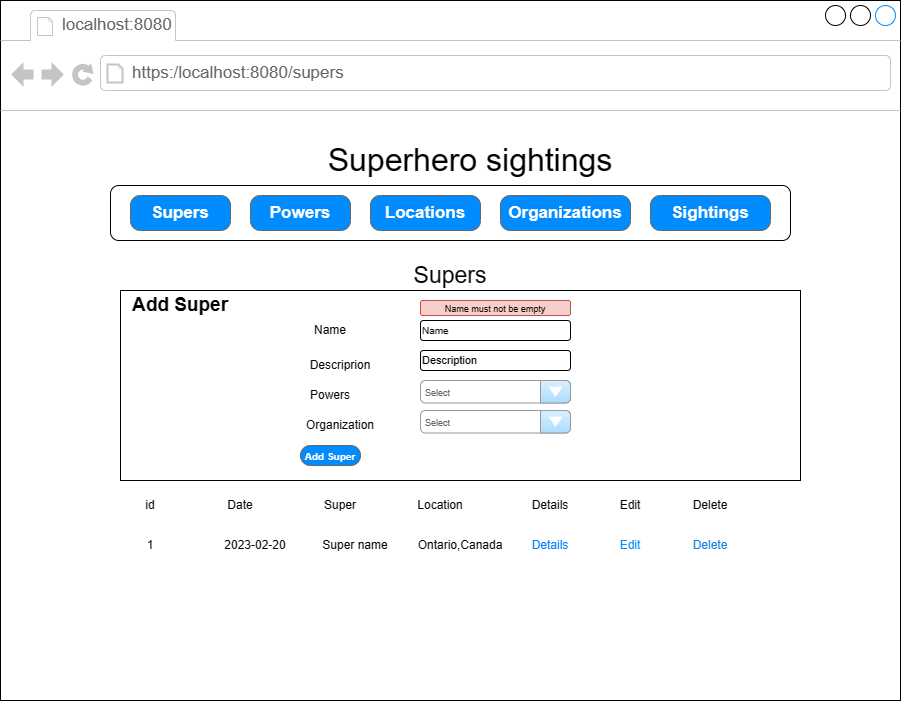 localhost:8080
https:/localhost:8080/supers
Superhero sightings
Supers Powers Locations Organizations Sightings
Supers
Add Super
Name must not be empty
Name Name
Descriprion Description
Powers Select
Organization Select
Add Super
id Date Super Location Details Edit Delete
1 2023-02-20 Super name Ontario,Canada Details Edit Delete